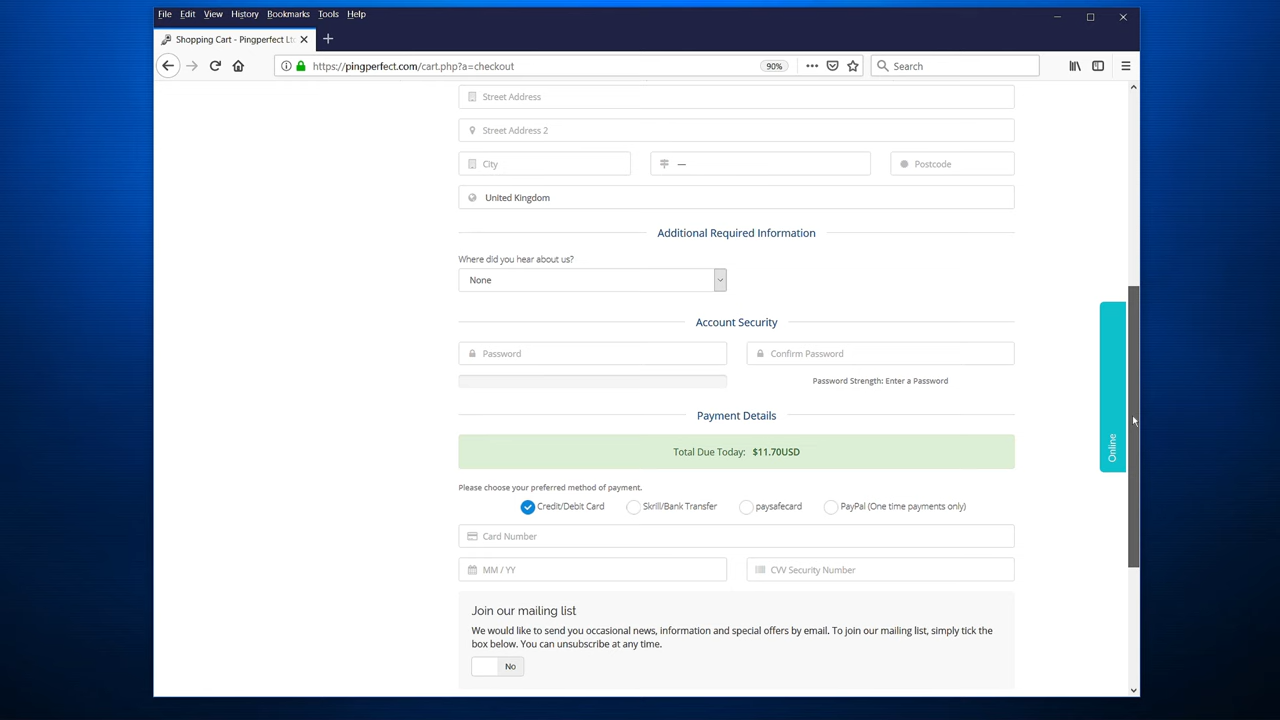 File Edit View History Bookmarks Tools Help
Shopping Cart - Pingperfect Lt
https://pingperfect.com/cart.php?a=checkout 90% Search
Street Address
Street Address 2
City — Postcode
United Kingdom
Additional Required Information
Where did you hear about us?
None
Account Security
Password Confirm Password
Password Strength: Enter a Password
Payment Details
Total Due Today: $11.70USD
Please choose your preferred method of payment.
Credit/Debit Card Skrill/Bank Transfer paysafecard PayPal (One time payments only)
Card Number
MM / YY CVV Security Number
Join our mailing list
We would like to send you occasional news, information and special offers by email. To join our mailing list, simply tick the
box below. You can unsubscribe at any time.
No
Online